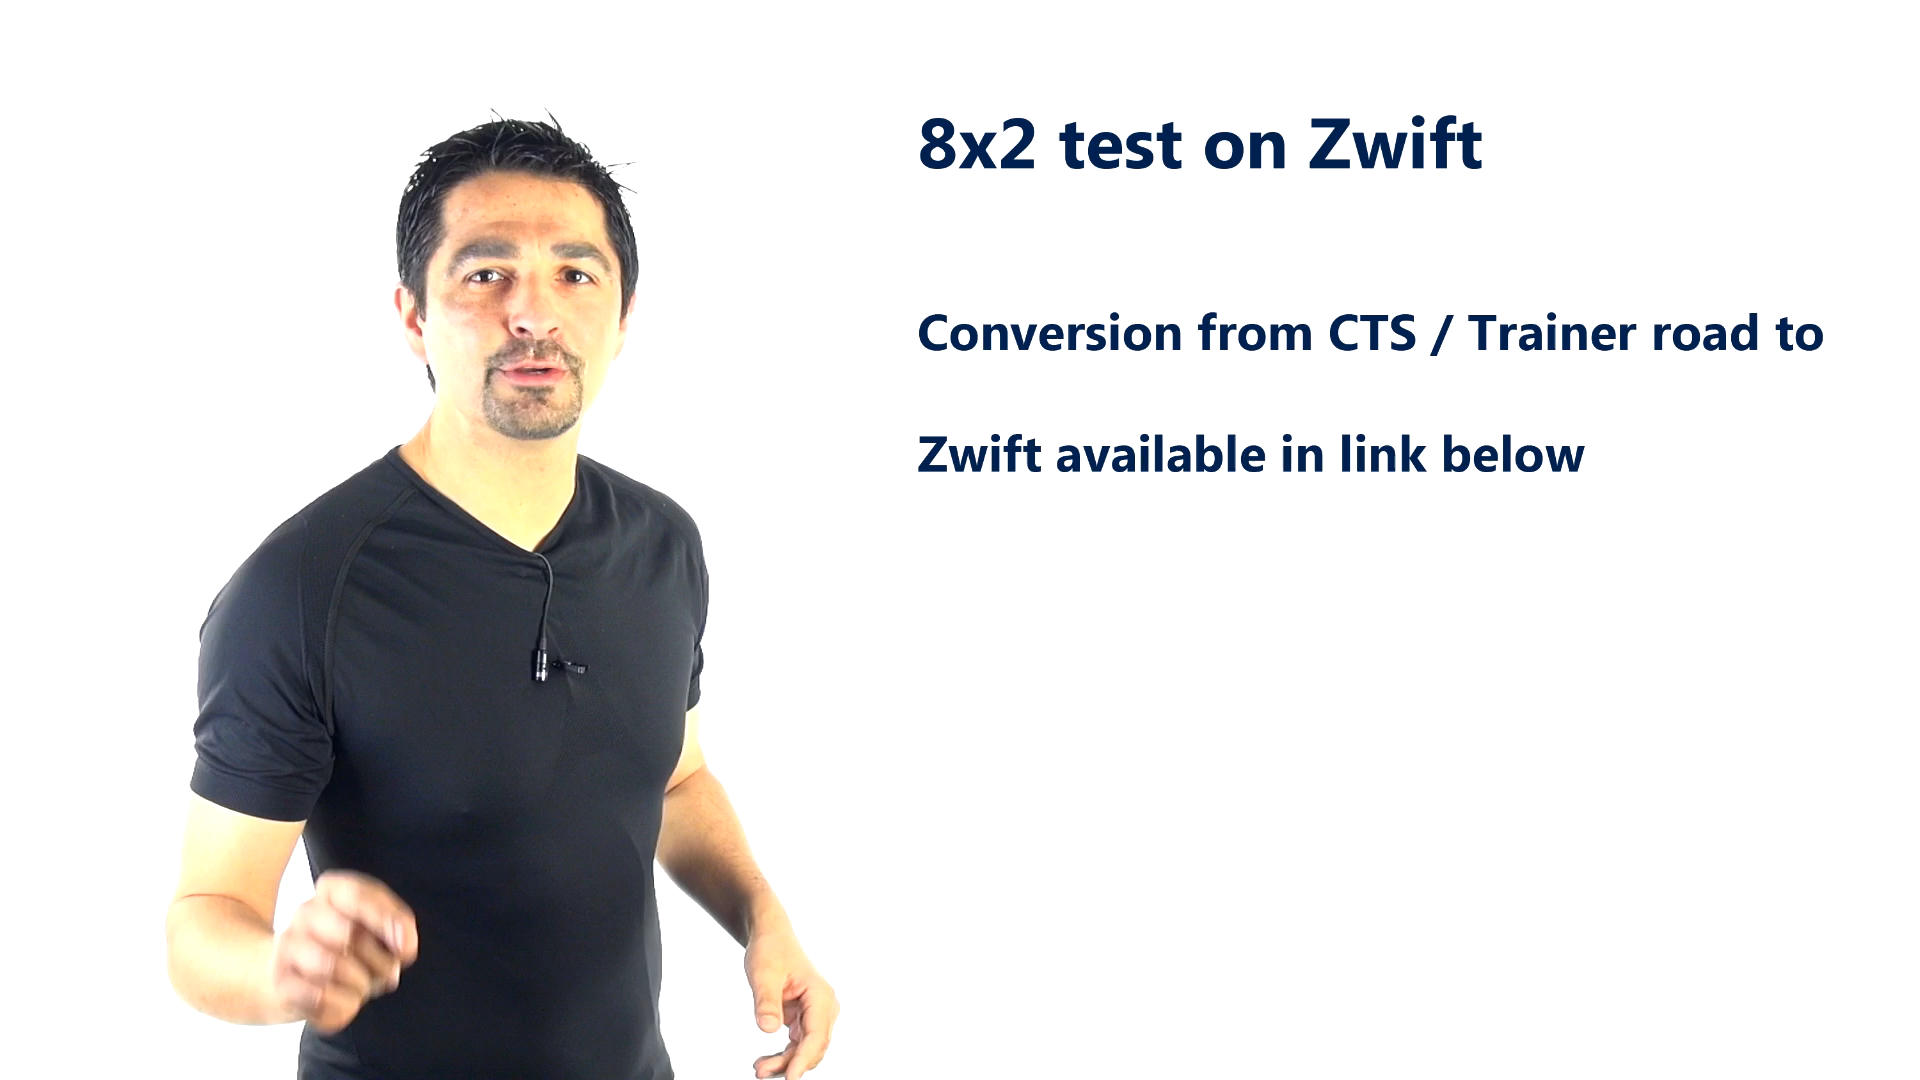 8x2 test on Zwift
Conversion from CTS / Trainer road to
Zwift available in link below